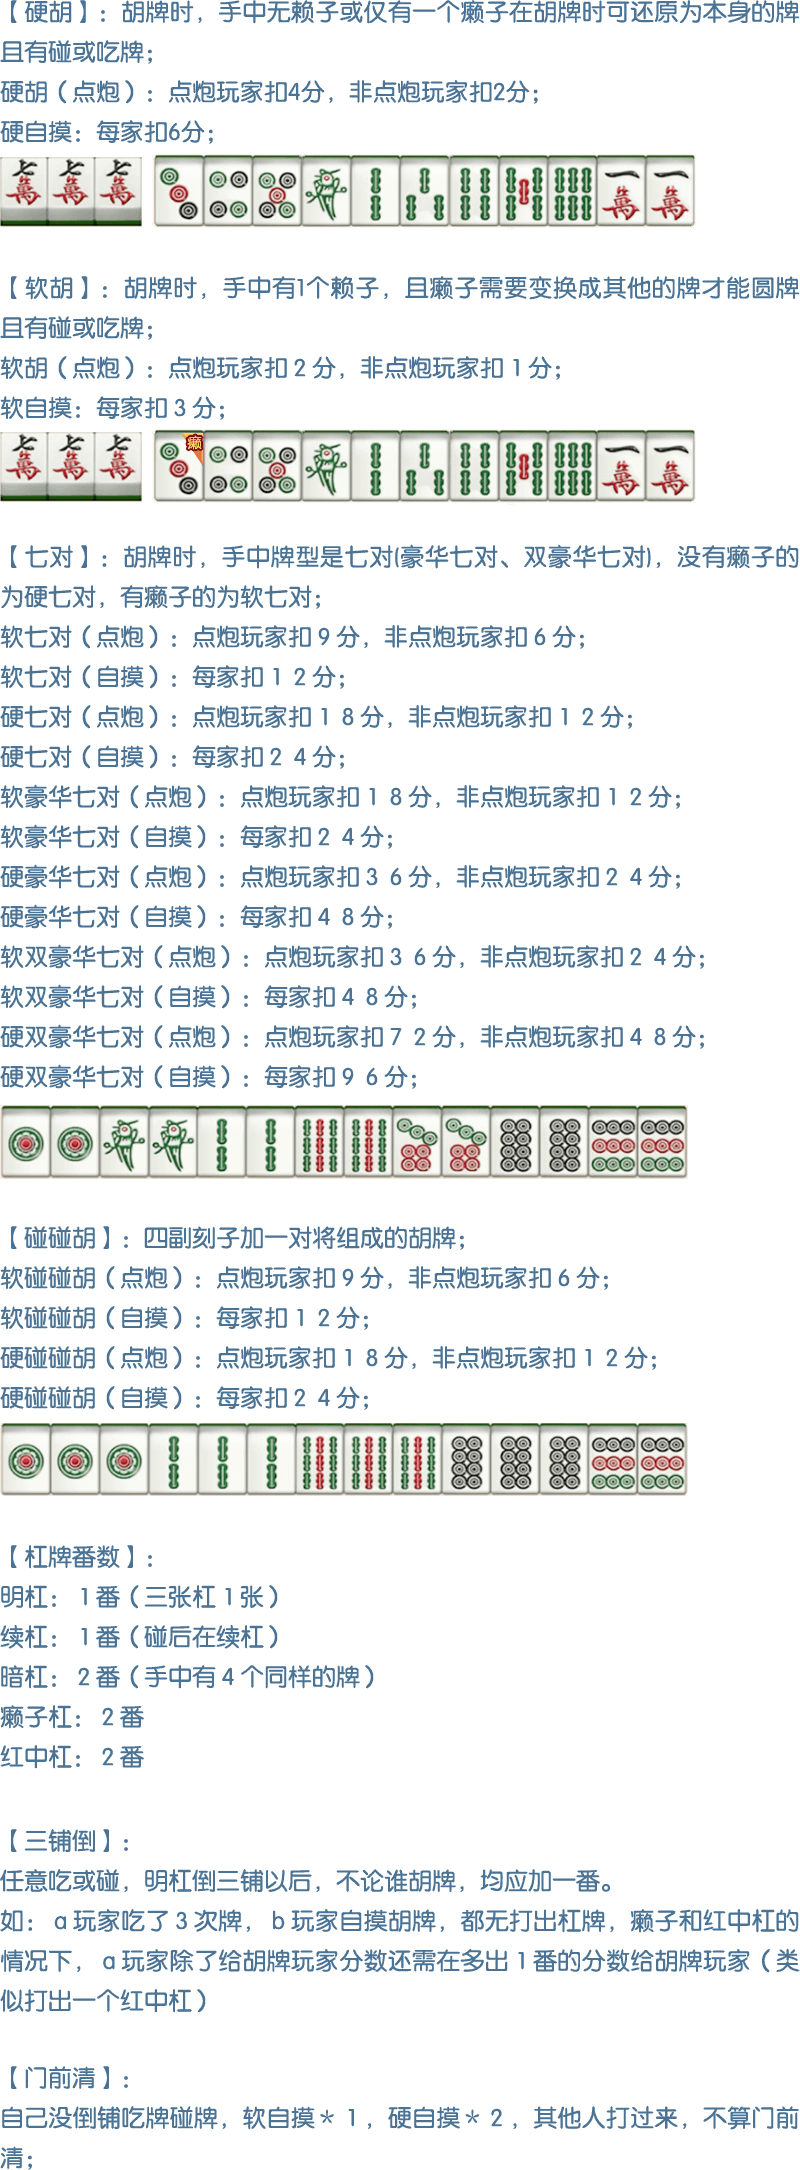 【硬胡】：胡牌时，手中无赖子或仅有一个癞子在胡牌时可还原为本身的牌
且有碰或吃牌；
硬胡（点炮）：点炮玩家扣4分，非点炮玩家扣2分；
硬自摸：每家扣6分；
七萬 七萬 七萬 一萬 一萬
【软胡】：胡牌时，手中有1个赖子，且癞子需要变换成其他的牌才能圆牌
且有碰或吃牌；
软胡（点炮）：点炮玩家扣２分，非点炮玩家扣１分；
软自摸：每家扣３分；
七萬 七萬 七萬 癞 一萬 一萬
【七对】：胡牌时，手中牌型是七对(豪华七对、双豪华七对)，没有癞子的
为硬七对，有癞子的为软七对；
软七对（点炮）：点炮玩家扣９分，非点炮玩家扣６分；
软七对（自摸）：每家扣１２分；
硬七对（点炮）：点炮玩家扣１８分，非点炮玩家扣１２分；
硬七对（自摸）：每家扣２４分；
软豪华七对（点炮）：点炮玩家扣１８分，非点炮玩家扣１２分；
软豪华七对（自摸）：每家扣２４分；
硬豪华七对（点炮）：点炮玩家扣３６分，非点炮玩家扣２４分；
硬豪华七对（自摸）：每家扣４８分；
软双豪华七对（点炮）：点炮玩家扣３６分，非点炮玩家扣２４分；
软双豪华七对（自摸）：每家扣４８分；
硬双豪华七对（点炮）：点炮玩家扣７２分，非点炮玩家扣４８分；
硬双豪华七对（自摸）：每家扣９６分；
【碰碰胡】：四副刻子加一对将组成的胡牌；
软碰碰胡（点炮）：点炮玩家扣９分，非点炮玩家扣６分；
软碰碰胡（自摸）：每家扣１２分；
硬碰碰胡（点炮）：点炮玩家扣１８分，非点炮玩家扣１２分；
硬碰碰胡（自摸）：每家扣２４分；
【杠牌番数】：
明杠：１番（三张杠１张）
续杠：１番（碰后在续杠）
暗杠：２番（手中有４个同样的牌）
癞子杠：２番
红中杠：２番
【三铺倒】：
任意吃或碰，明杠倒三铺以后，不论谁胡牌，均应加一番。
如：ａ玩家吃了３次牌，ｂ玩家自摸胡牌，都无打出杠牌，癞子和红中杠的
情况下，ａ玩家除了给胡牌玩家分数还需在多出１番的分数给胡牌玩家（类
似打出一个红中杠）
【门前清】：
自己没倒铺吃牌碰牌，软自摸＊１，硬自摸＊２，其他人打过来，不算门前
清；